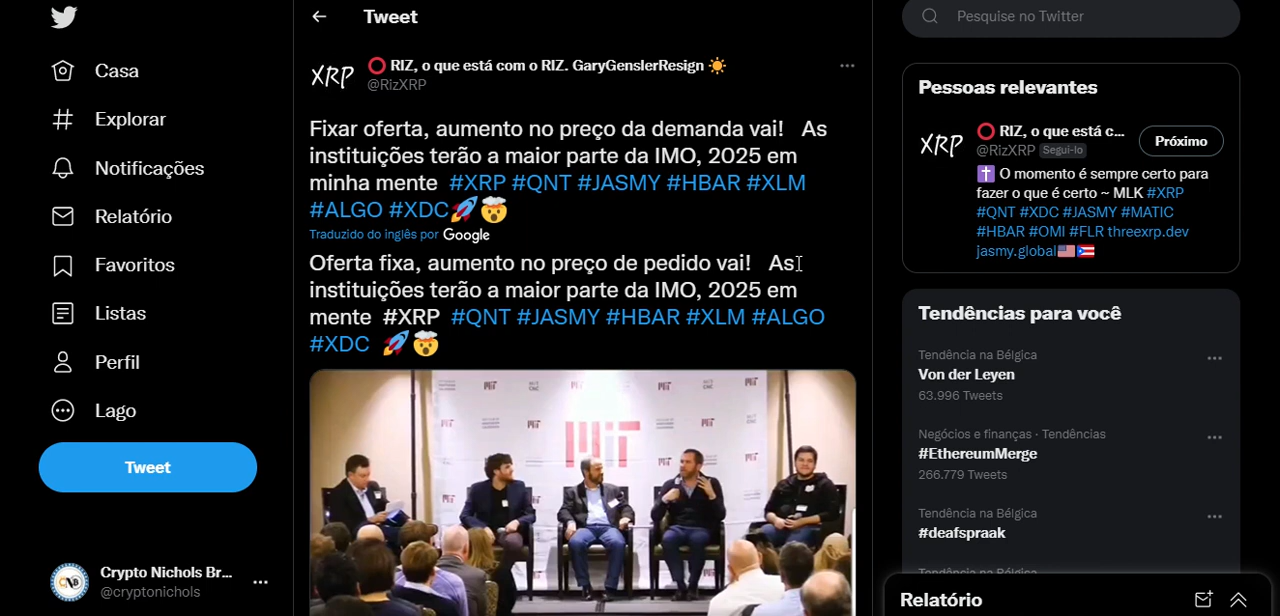 Casa
Explorar
Notificações
Relatório
Favoritos
Listas
Perfil
Lago
Tweet
Crypto Nichols Br...
@cryptonichols
Tweet
XRP
RIZ, o que está com o RIZ. GaryGenslerResign
@RizXRP
Fixar oferta, aumento no preço da demanda vai! As
instituições terão a maior parte da IMO, 2025 em
minha mente #XRP #QNT #JASMY #HBAR #XLM
#ALGO #XDC
Traduzido do inglês por Google
Oferta fixa, aumento no preço de pedido vai! As
instituições terão a maior parte da IMO, 2025 em
mente #XRP #QNT #JASMY #HBAR #XLM #ALGO
#XDC
MIT
Pesquise no Twitter
Pessoas relevantes
XRP
RIZ, o que está c...
@RizXRP Segui-lo
Próximo
O momento é sempre certo para
fazer o que é certo ~ MLK #XRP
#QNT #XDC #JASMY #MATIC
#HBAR #OMI #FLR threexrp.dev
jasmy.global
Tendências para você
Tendência na Bélgica
Von der Leyen
63.996 Tweets
Negócios e finanças · Tendências
#EthereumMerge
266.779 Tweets
Tendência na Bélgica
#deafspraak
Tendência na Bélgica
Relatório